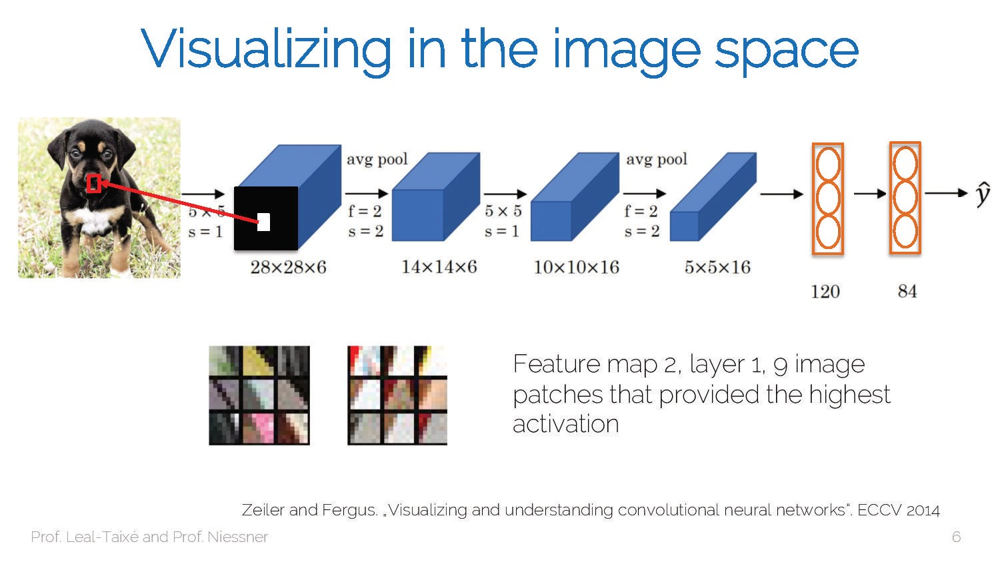 Visualizing in the image space
avg pool
avg pool
5 × 5
s = 1
f = 2
s = 2
5 × 5
s = 1
f = 2
s = 2
ŷ
28×28×6
14×14×6
10×10×16
5×5×16
120
84
Feature map 2, layer 1, 9 image
patches that provided the highest
activation
Zeiler and Fergus. „Visualizing and understanding convolutional neural networks“. ECCV 2014
Prof. Leal-Taixé and Prof. Niessner
6